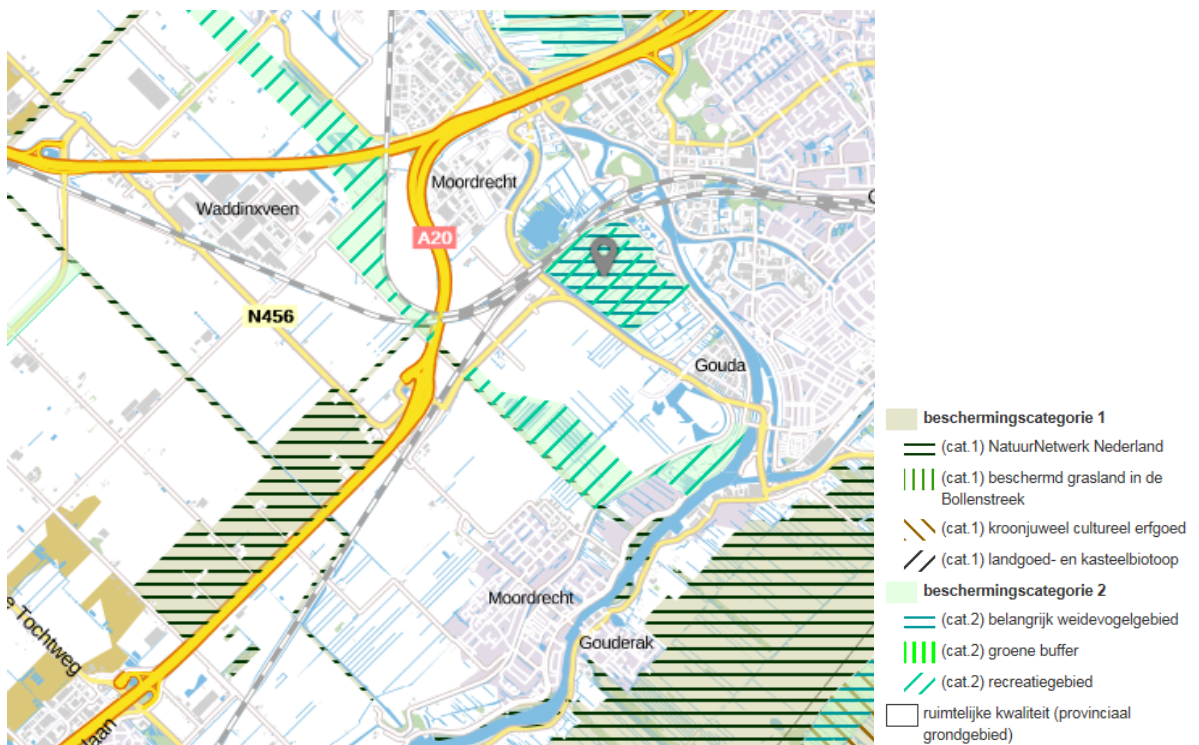 Moordrecht
Waddinxveen
A20
N456
Gouda
Moordrecht
Gouderak
e Tochtweg
laan
G
beschermingscategorie 1
(cat.1) NatuurNetwerk Nederland
(cat.1) beschermd grasland in de
Bollenstreek
(cat.1) kroonjuweel cultureel erfgoed
(cat.1) landgoed- en kasteelbiotoop
beschermingscategorie 2
(cat.2) belangrijk weidevogelgebied
(cat.2) groene buffer
(cat.2) recreatiegebied
ruimtelijke kwaliteit (provinciaal
grondgebied)